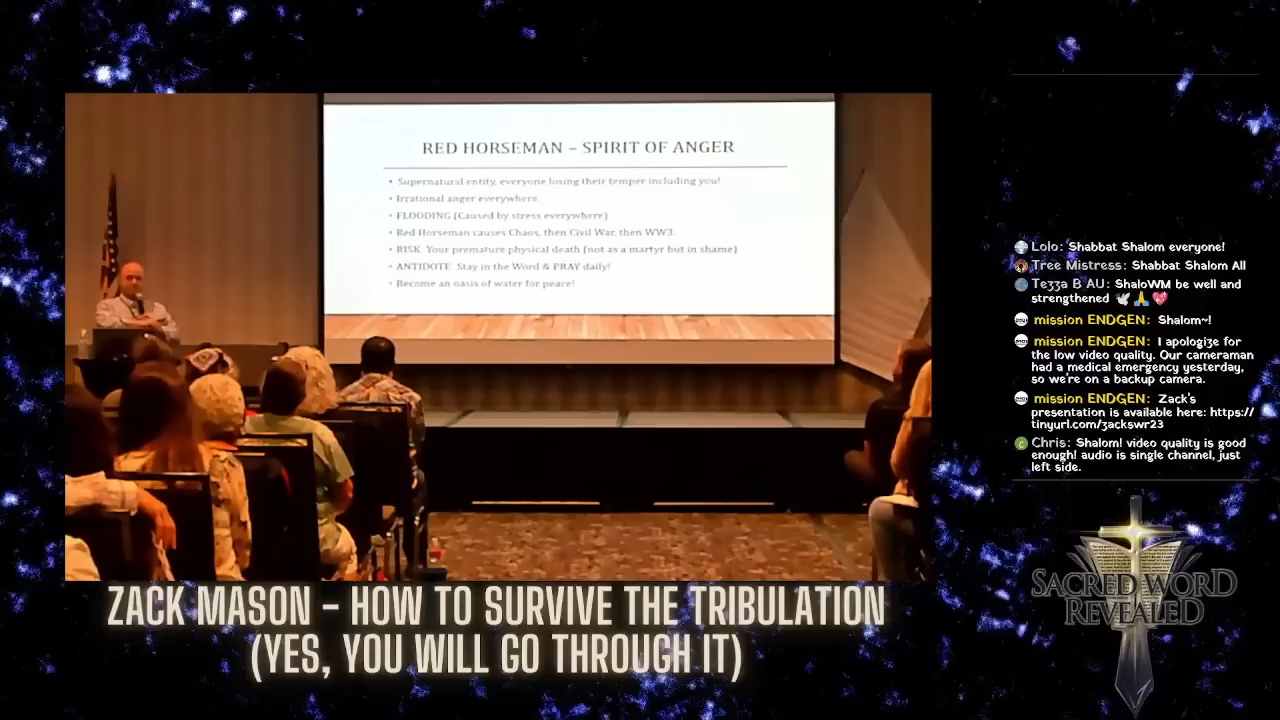 RED HORSEMAN – SPIRIT OF ANGER
• Supernatural entity, everyone losing their temper including you!
• Irrational anger everywhere
• FLOODING (Caused by stress everywhere)
• Red Horseman causes Chaos, then Civil War, then WW3.
• RISK: Your premature physical death (not as a martyr but in shame)
• ANTIDOTE: Stay in the Word & PRAY daily!
• Become an oasis of water for peace!
Lolo: Shabbat Shalom everyone!
Tree Mistress: Shabbat Shalom All
Tezza B AU: ShaloWM be well and
strengthened 🕊️🙏💖
mission ENDGEN: Shalom~!
mission ENDGEN: I apologize for
the low video quality. Our cameraman
had a medical emergency yesterday,
so we're on a backup camera.
mission ENDGEN: Zack's
presentation is available here: https://
tinyurl.com/zackswr23
Chris: Shalom! video quality is good
enough! audio is single channel, just
left side.
SACRED WORD
REVEALED
ZACK MASON – HOW TO SURVIVE THE TRIBULATION
(YES, YOU WILL GO THROUGH IT)